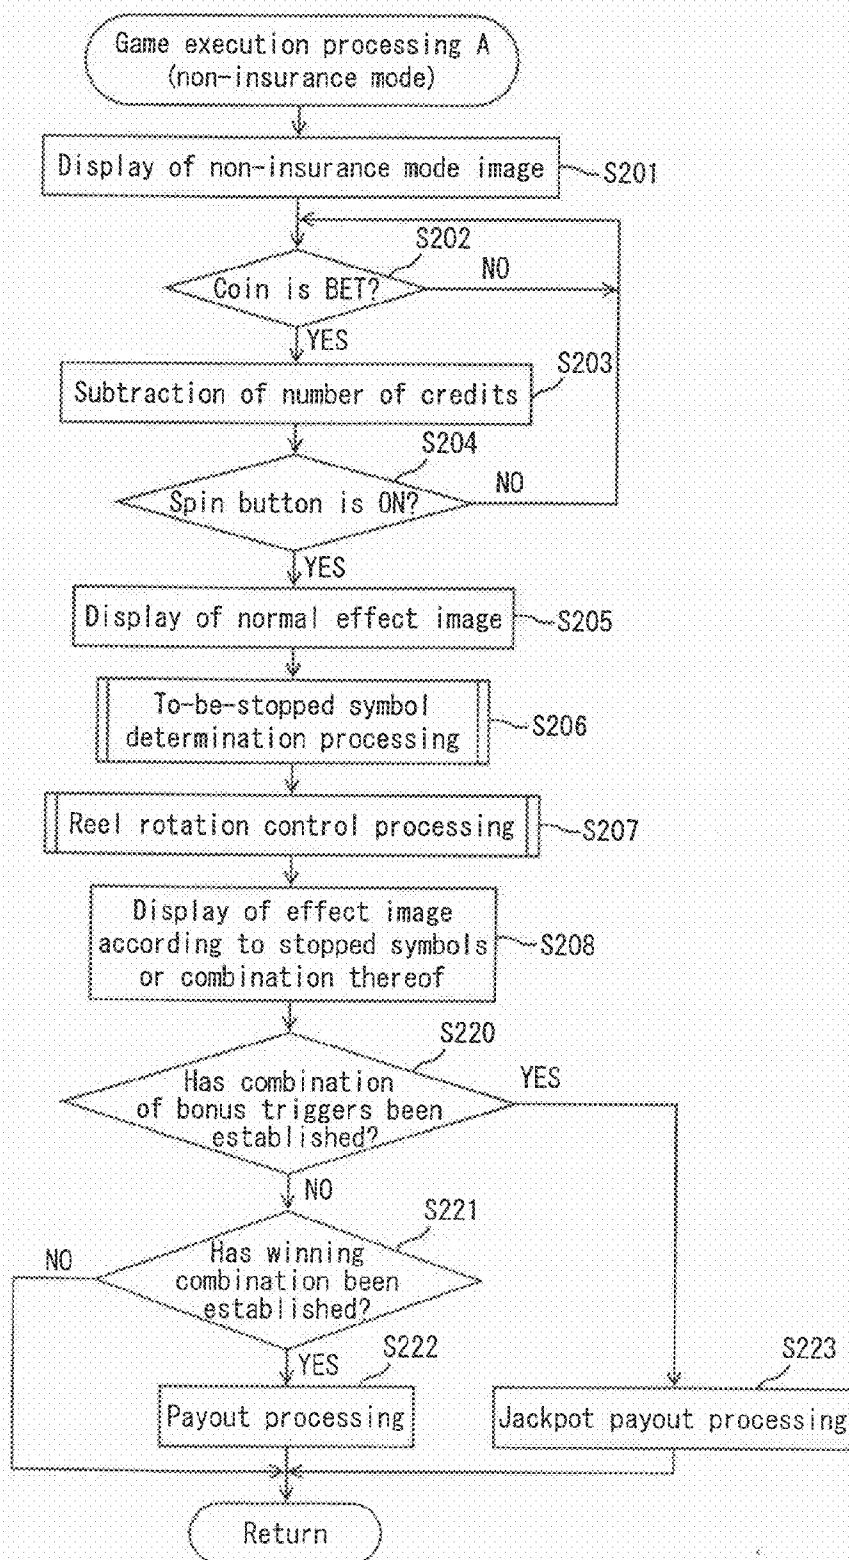 Game execution processing A
(non-insurance mode)
Display of non-insurance mode image
S201
S202
Coin is BET?
NO
YES
S203
Subtraction of number of credits
S204
Spin button is ON?
NO
YES
Display of normal effect image
S205
To-be-stopped symbol
determination processing
S206
Reel rotation control processing
S207
Display of effect image
according to stopped symbols
or combination thereof
S208
S220
Has combination
of bonus triggers been
established?
YES
NO
S221
Has winning
combination been
established?
NO
YES
S222
Payout processing
S223
Jackpot payout processing
Return